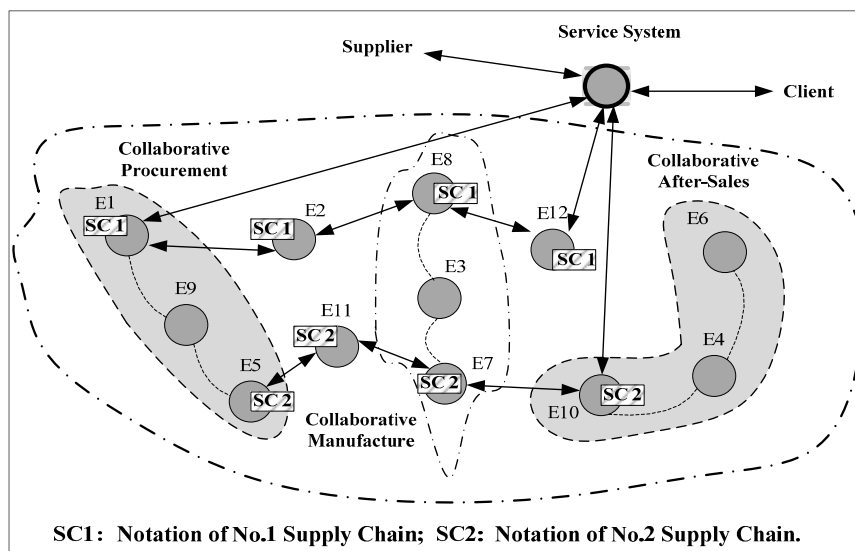 Service System
Supplier
Client
Collaborative
Procurement
Collaborative
After-Sales
E1
SC 1
E2
SC 1
E8
SC 1
E12
SC 1
E6
E9
E3
E11
SC 2
E5
SC 2
E7
SC 2
E4
E10
SC 2
Collaborative
Manufacture
SC1: Notation of No.1 Supply Chain; SC2: Notation of No.2 Supply Chain.